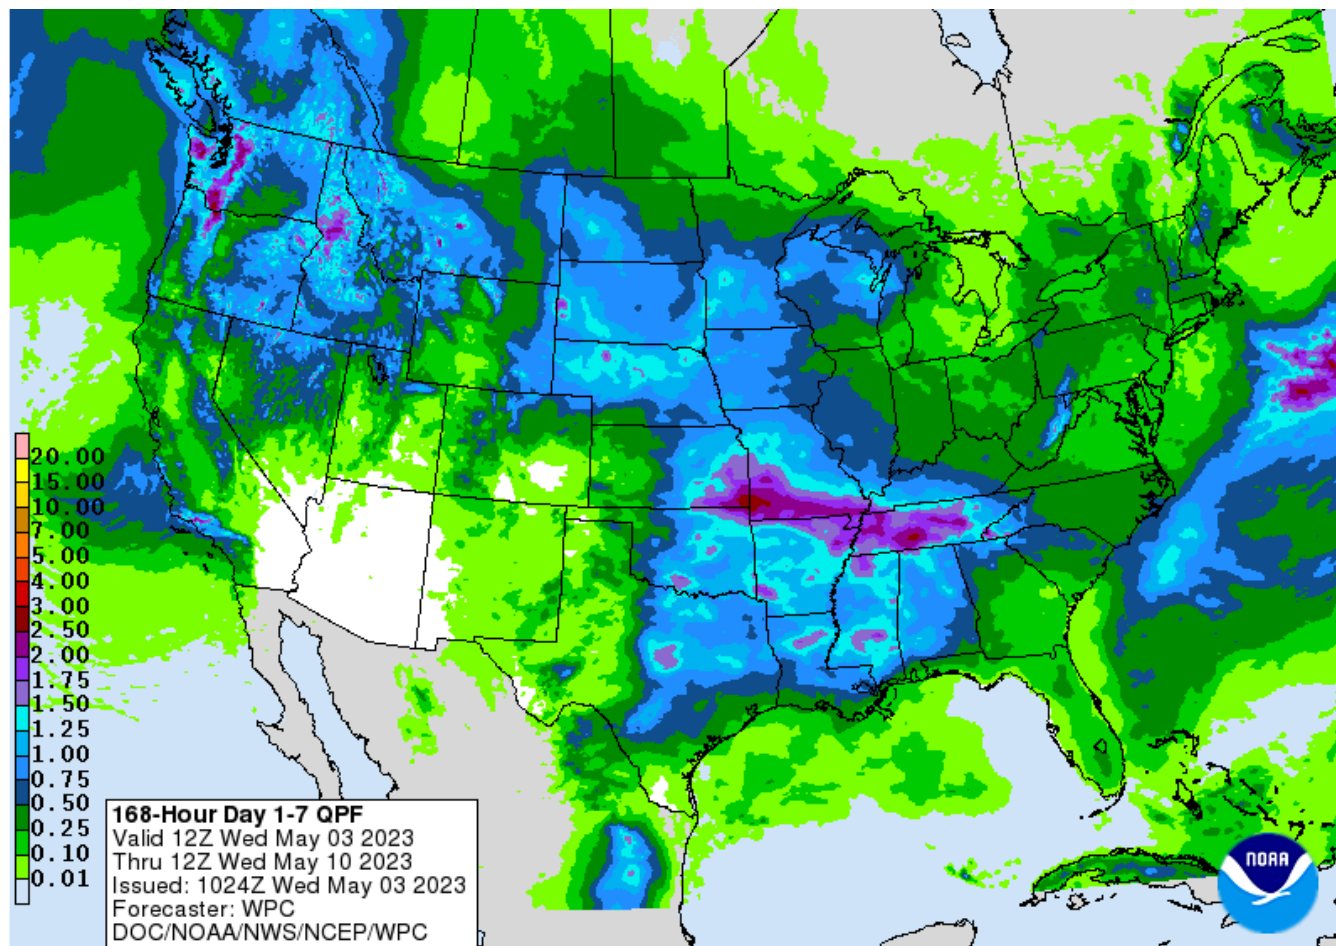 20.00
15.00
10.00
7.00
5.00
4.00
3.00
2.50
2.00
1.75
1.50
1.25
1.00
0.75
0.50
0.25
0.10
0.01
168-Hour Day 1-7 QPF
Valid 12Z Wed May 03 2023
Thru 12Z Wed May 10 2023
Issued: 1024Z Wed May 03 2023
Forecaster: WPC
DOC/NOAA/NWS/NCEP/WPC
NOAA